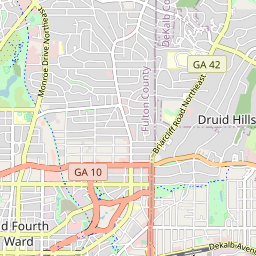 Monroe Drive Northeast
DeKalb Co
Fulton County
GA 42
Briarcliff Road Northeast
Druid Hills
GA 10
d Fourth
Ward
DeKalb-Aven